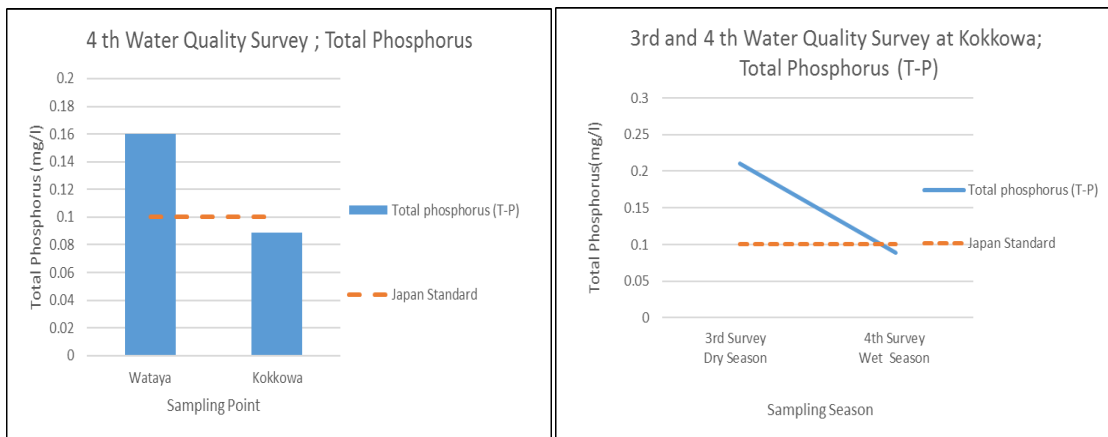 4 th Water Quality Survey ; Total Phosphorus
Total Phosphorus (mg/l)
0.2
0.18
0.16
0.14
0.12
0.1
0.08
0.06
0.04
0.02
0
Wataya Kokkowa
Sampling Point
Total phosphorus (T-P)
Japan Standard
3rd and 4 th Water Quality Survey at Kokkowa;
Total Phosphorus (T-P)
Total Phosphorus(mg/l)
0.3
0.25
0.2
0.15
0.1
0.05
0
3rd Survey 4th Survey
Dry Season Wet Season
Sampling Season
Total phosphorus (T-P)
Japan Standard